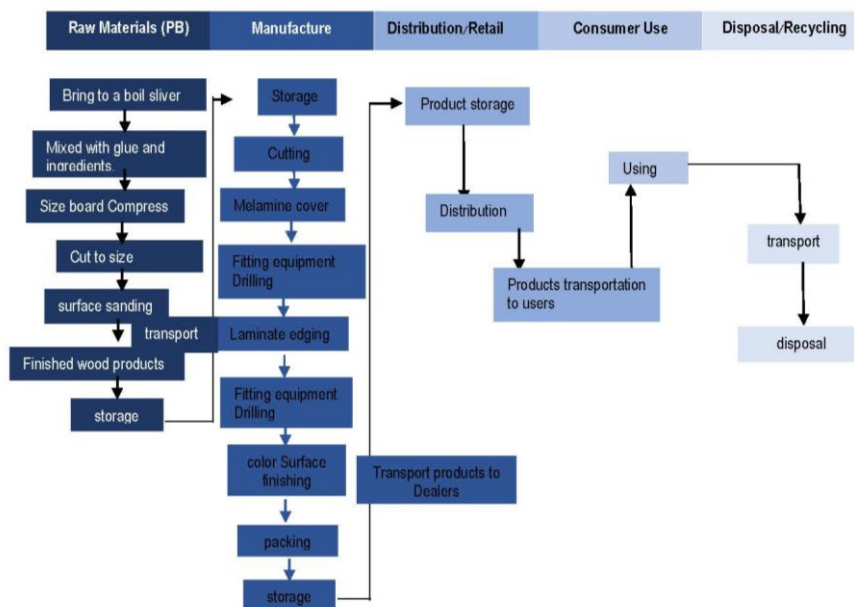 Raw Materials (PB)
Manufacture
Distribution/Retail
Consumer Use
Disposal/Recycling
Bring to a boil sliver
Mixed with glue and
ingredients.
Size board Compress
Cut to size
surface sanding
transport
Finished wood products
storage
Storage
Cutting
Melamine cover
Fitting equipment
Drilling
Laminate edging
Fitting equipment
Drilling
color Surface
finishing
packing
storage
Transport products to
Dealers
Product storage
Distribution
Products transportation
to users
Using
transport
disposal